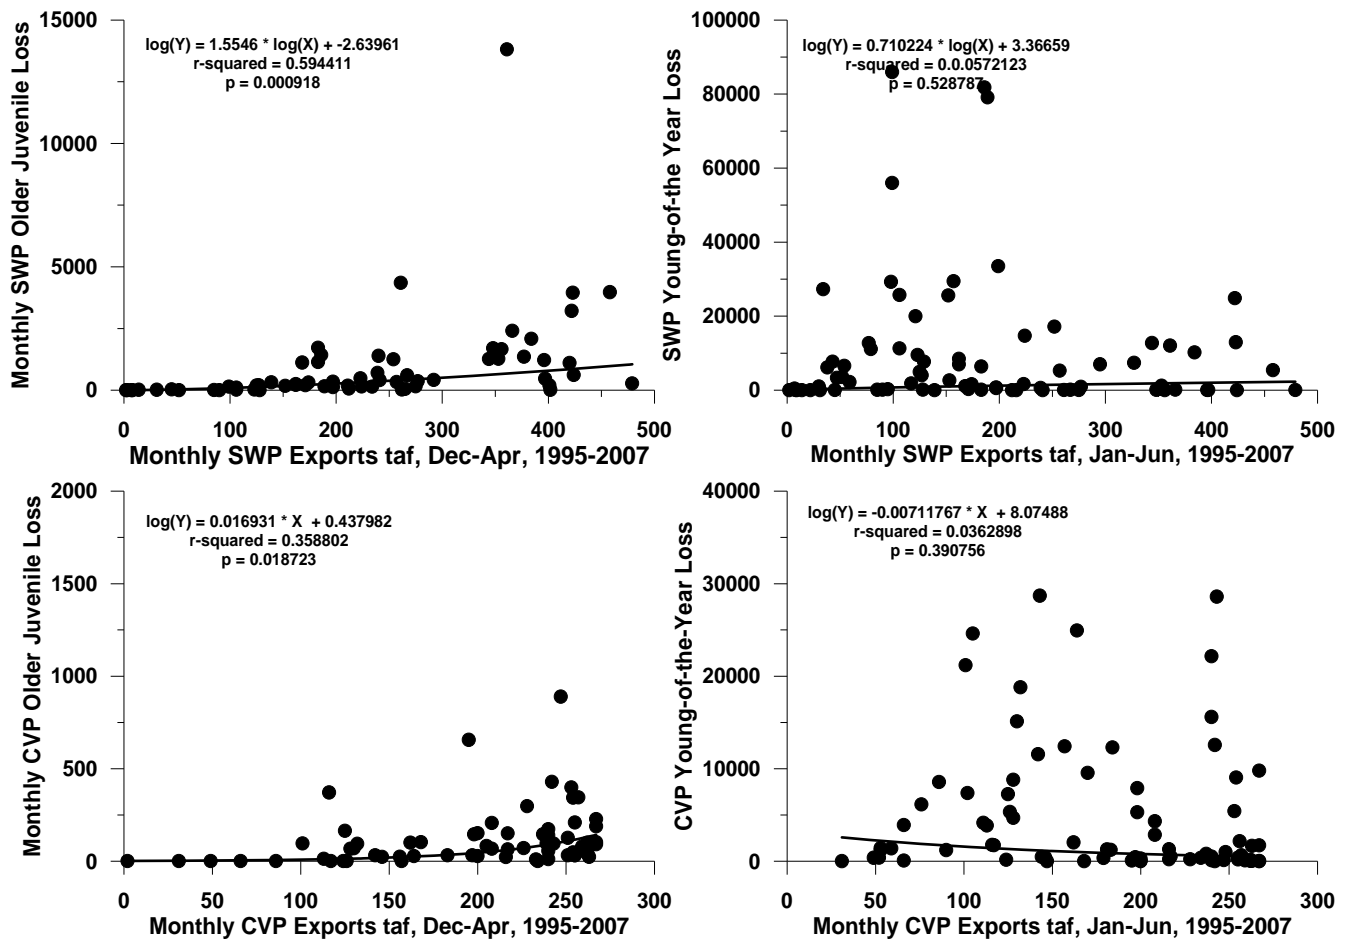 Monthly SWP Older Juvenile Loss
15000
10000
5000
0
log(Y) = 1.5546 * log(X) + -2.63961
r-squared = 0.594411
p = 0.000918
0 100 200 300 400 500
Monthly SWP Exports taf, Dec-Apr, 1995-2007
SWP Young-of-the Year Loss
100000
80000
60000
40000
20000
0
log(Y) = 0.710224 * log(X) + 3.36659
r-squared = 0.0.0572123
p = 0.528787
0 100 200 300 400 500
Monthly SWP Exports taf, Jan-Jun, 1995-2007
Monthly CVP Older Juvenile Loss
2000
1500
1000
500
0
log(Y) = 0.016931 * X + 0.437982
r-squared = 0.358802
p = 0.018723
0 50 100 150 200 250 300
Monthly CVP Exports taf, Dec-Apr, 1995-2007
CVP Young-of-the-Year Loss
40000
30000
20000
10000
0
log(Y) = -0.00711767 * X + 8.07488
r-squared = 0.0362898
p = 0.390756
0 50 100 150 200 250 300
Monthly CVP Exports taf, Jan-Jun, 1995-2007